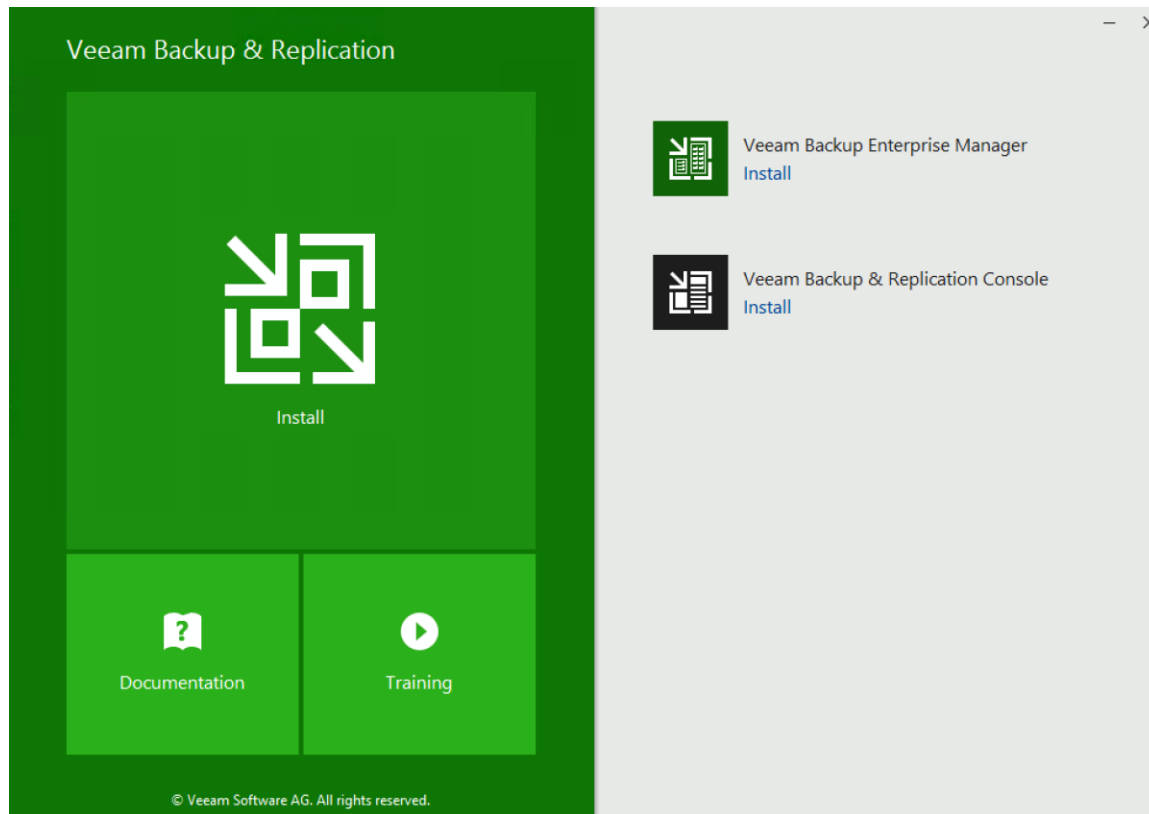 Veeam Backup & Replication
Install
Documentation
Training
© Veeam Software AG. All rights reserved.
Veeam Backup Enterprise Manager
Install
Veeam Backup & Replication Console
Install